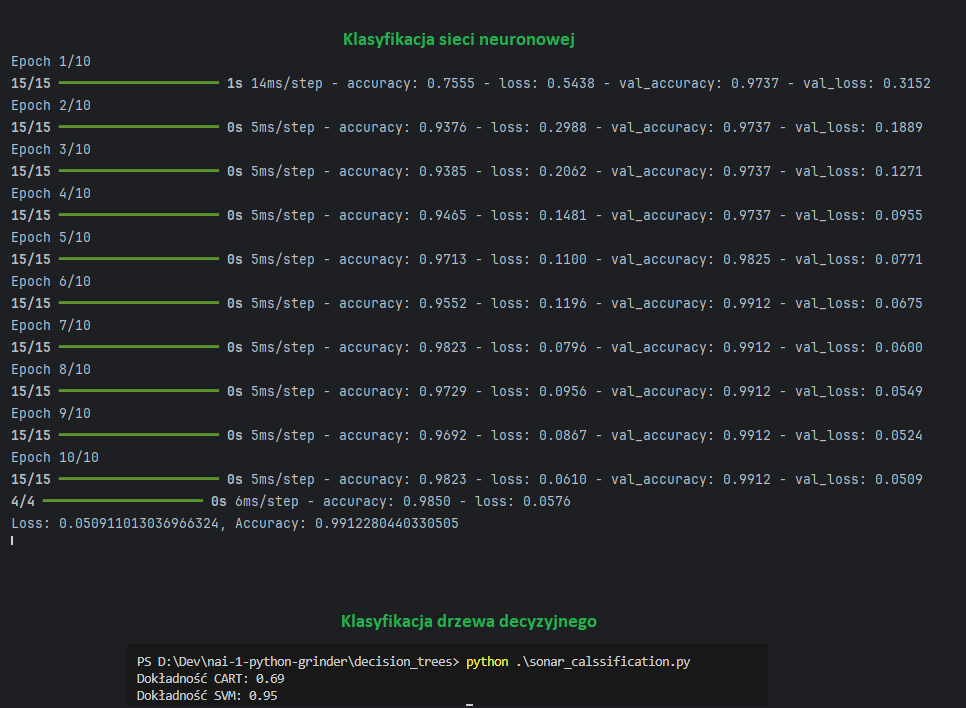 Klasyfikacja sieci neuronowej
Epoch 1/10
15/15 ━━━━━━━━━━━━━━━━━━━━ 1s 14ms/step - accuracy: 0.7555 - loss: 0.5438 - val_accuracy: 0.9737 - val_loss: 0.3152
Epoch 2/10
15/15 ━━━━━━━━━━━━━━━━━━━━ 0s 5ms/step - accuracy: 0.9376 - loss: 0.2988 - val_accuracy: 0.9737 - val_loss: 0.1889
Epoch 3/10
15/15 ━━━━━━━━━━━━━━━━━━━━ 0s 5ms/step - accuracy: 0.9385 - loss: 0.2062 - val_accuracy: 0.9737 - val_loss: 0.1271
Epoch 4/10
15/15 ━━━━━━━━━━━━━━━━━━━━ 0s 5ms/step - accuracy: 0.9465 - loss: 0.1481 - val_accuracy: 0.9737 - val_loss: 0.0955
Epoch 5/10
15/15 ━━━━━━━━━━━━━━━━━━━━ 0s 5ms/step - accuracy: 0.9713 - loss: 0.1100 - val_accuracy: 0.9825 - val_loss: 0.0771
Epoch 6/10
15/15 ━━━━━━━━━━━━━━━━━━━━ 0s 5ms/step - accuracy: 0.9552 - loss: 0.1196 - val_accuracy: 0.9912 - val_loss: 0.0675
Epoch 7/10
15/15 ━━━━━━━━━━━━━━━━━━━━ 0s 5ms/step - accuracy: 0.9823 - loss: 0.0796 - val_accuracy: 0.9912 - val_loss: 0.0600
Epoch 8/10
15/15 ━━━━━━━━━━━━━━━━━━━━ 0s 5ms/step - accuracy: 0.9729 - loss: 0.0956 - val_accuracy: 0.9912 - val_loss: 0.0549
Epoch 9/10
15/15 ━━━━━━━━━━━━━━━━━━━━ 0s 5ms/step - accuracy: 0.9692 - loss: 0.0867 - val_accuracy: 0.9912 - val_loss: 0.0524
Epoch 10/10
15/15 ━━━━━━━━━━━━━━━━━━━━ 0s 5ms/step - accuracy: 0.9823 - loss: 0.0610 - val_accuracy: 0.9912 - val_loss: 0.0509
4/4 ━━━━━━━━━━━━━━━━━━━━ 0s 6ms/step - accuracy: 0.9850 - loss: 0.0576
Loss: 0.050911013036966324, Accuracy: 0.9912280440330505
Klasyfikacja drzewa decyzyjnego
PS D:\Dev\nai-1-python-grinder\decision_trees> python .\sonar_calssification.py
Dokładność CART: 0.69
Dokładność SVM: 0.95